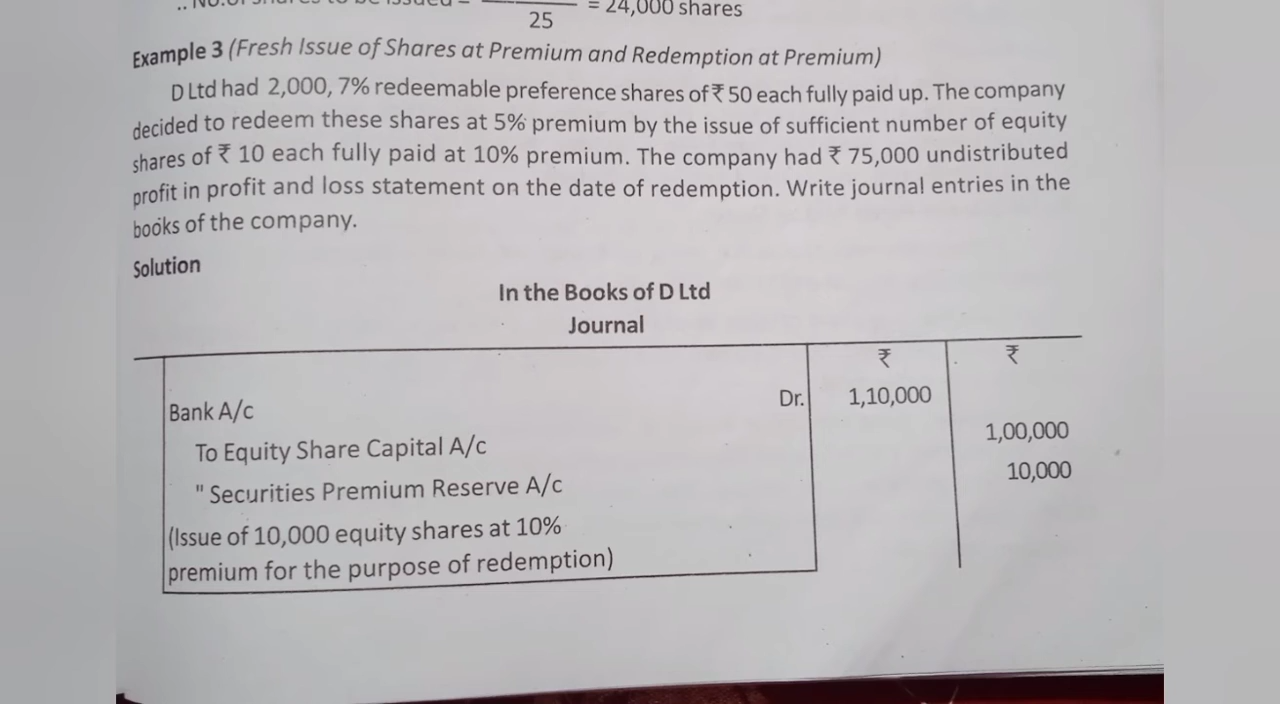 25
= 24,000 shares
Example 3 (Fresh Issue of Shares at Premium and Redemption at Premium)
D Ltd had 2,000, 7% redeemable preference shares of ₹ 50 each fully paid up. The company
decided to redeem these shares at 5% premium by the issue of sufficient number of equity
shares of ₹ 10 each fully paid at 10% premium. The company had ₹ 75,000 undistributed
profit in profit and loss statement on the date of redemption. Write journal entries in the
books of the company.
Solution
In the Books of D Ltd
Journal
₹ ₹
Bank A/c Dr. 1,10,000
To Equity Share Capital A/c 1,00,000
" Securities Premium Reserve A/c 10,000
(Issue of 10,000 equity shares at 10%
premium for the purpose of redemption)